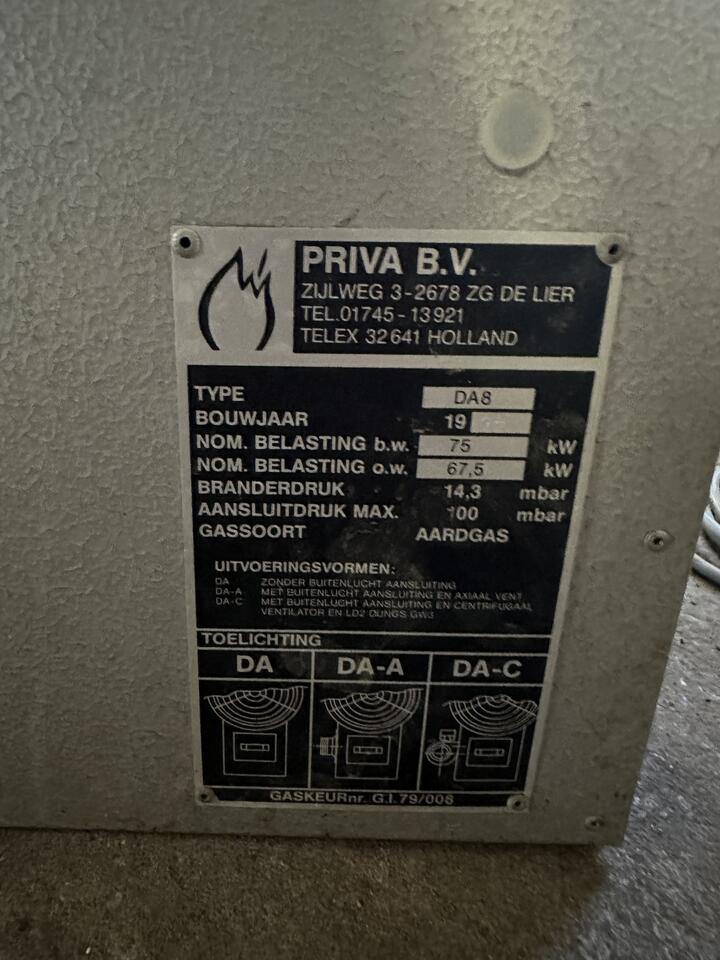 PRIVA B.V.
ZIJLWEG 3-2678 ZG DE LIER
TEL.01745-13921
TELEX 32641 HOLLAND
TYPE DA8
BOUWJAAR 19
NOM. BELASTING b.w. 75 kW
NOM. BELASTING o.w. 67,5 kW
BRANDERDRUK 14,3 mbar
AANSLUITDRUK MAX. 100 mbar
GASSOORT AARDGAS
UITVOERINGSVORMEN:
DA ZONDER BUITENLUCHT AANSLUITING
DA-A MET BUITENLUCHT AANSLUITING EN AXIAAL VENT
DA-C MET BUITENLUCHT AANSLUITING EN CENTRIFUGAAL
VENTILATOR EN LD2 DUNGS GW3
TOELICHTING
DA DA-A DA-C
GASKEURnr. G.I. 79/008